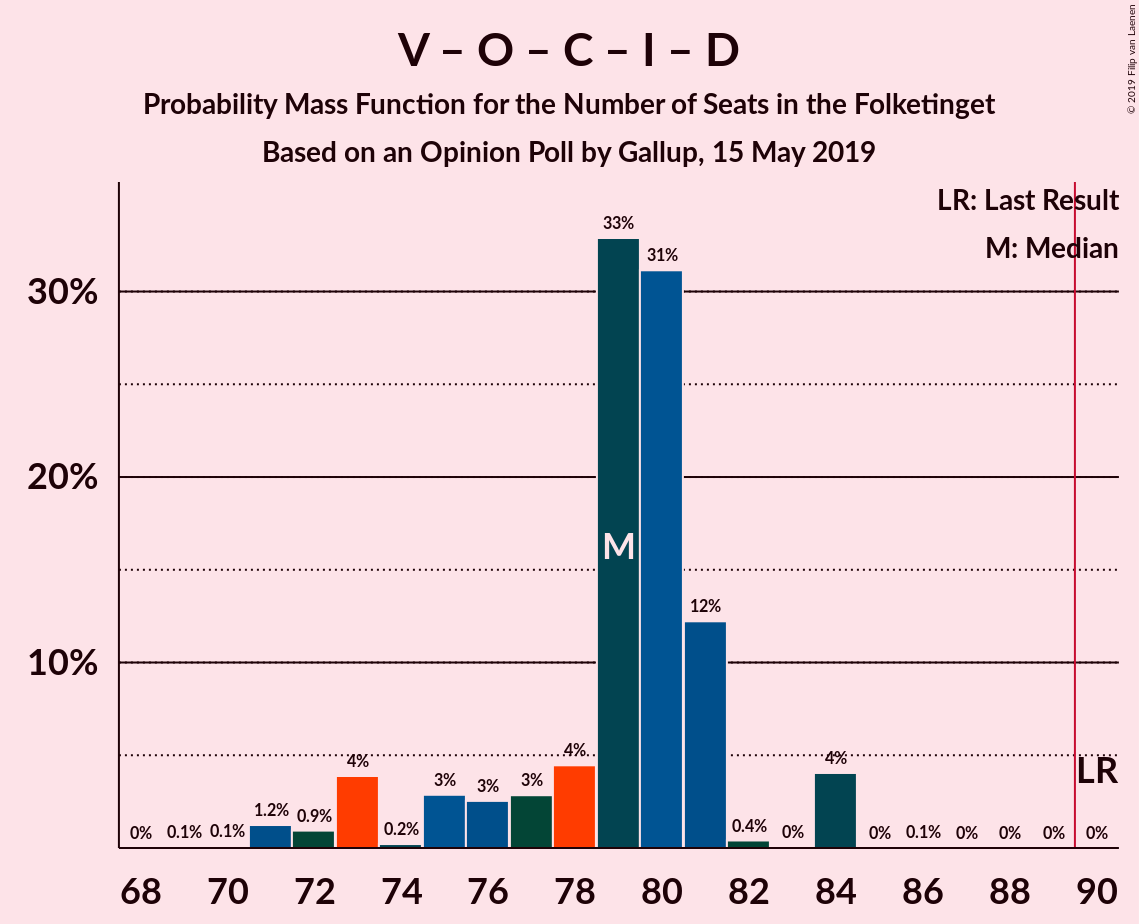 V – O – C – I – D
Probability Mass Function for the Number of Seats in the Folketinget
Based on an Opinion Poll by Gallup, 15 May 2019
© 2019 Filip van Laenen
LR: Last Result
M: Median
30%
20%
10%
0%
0.1%
0.1%
1.2%
0.9%
4%
0.2%
3%
3%
3%
4%
33%
31%
12%
0.4%
0%
4%
0%
0.1%
0%
0%
0%
0%
M
LR
68 70 72 74 76 78 80 82 84 86 88 90